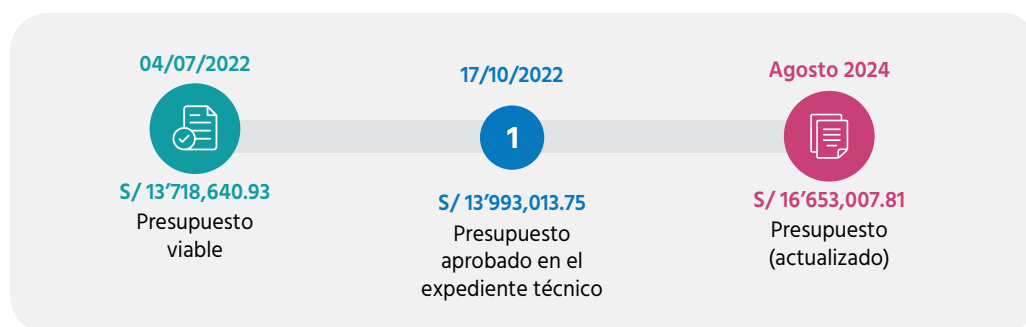 04/07/2022
S/ 13’718,640.93
Presupuesto
viable
17/10/2022
1
S/ 13’993,013.75
Presupuesto
aprobado en el
expediente técnico
Agosto 2024
S/ 16’653,007.81
Presupuesto
(actualizado)